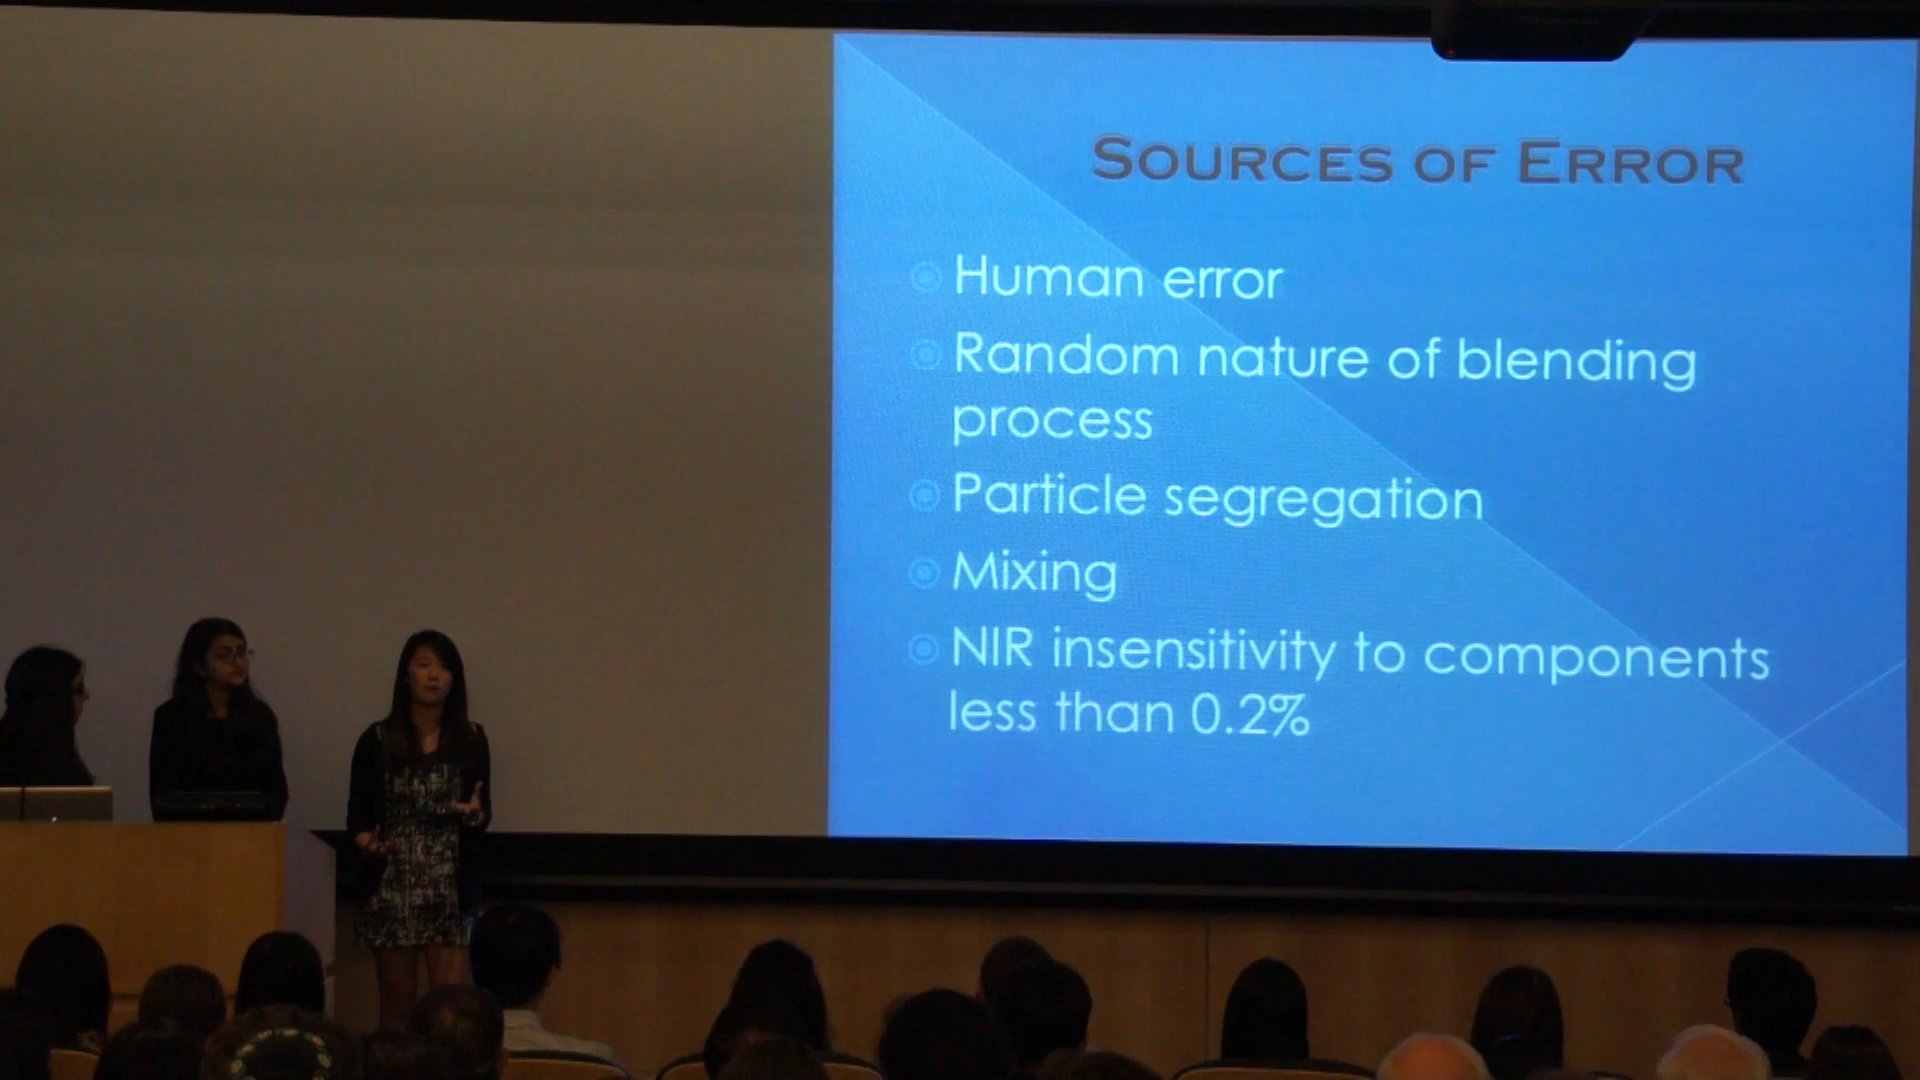 Sources of Error
Human error
Random nature of blending
process
Particle segregation
Mixing
NIR insensitivity to components
less than 0.2%